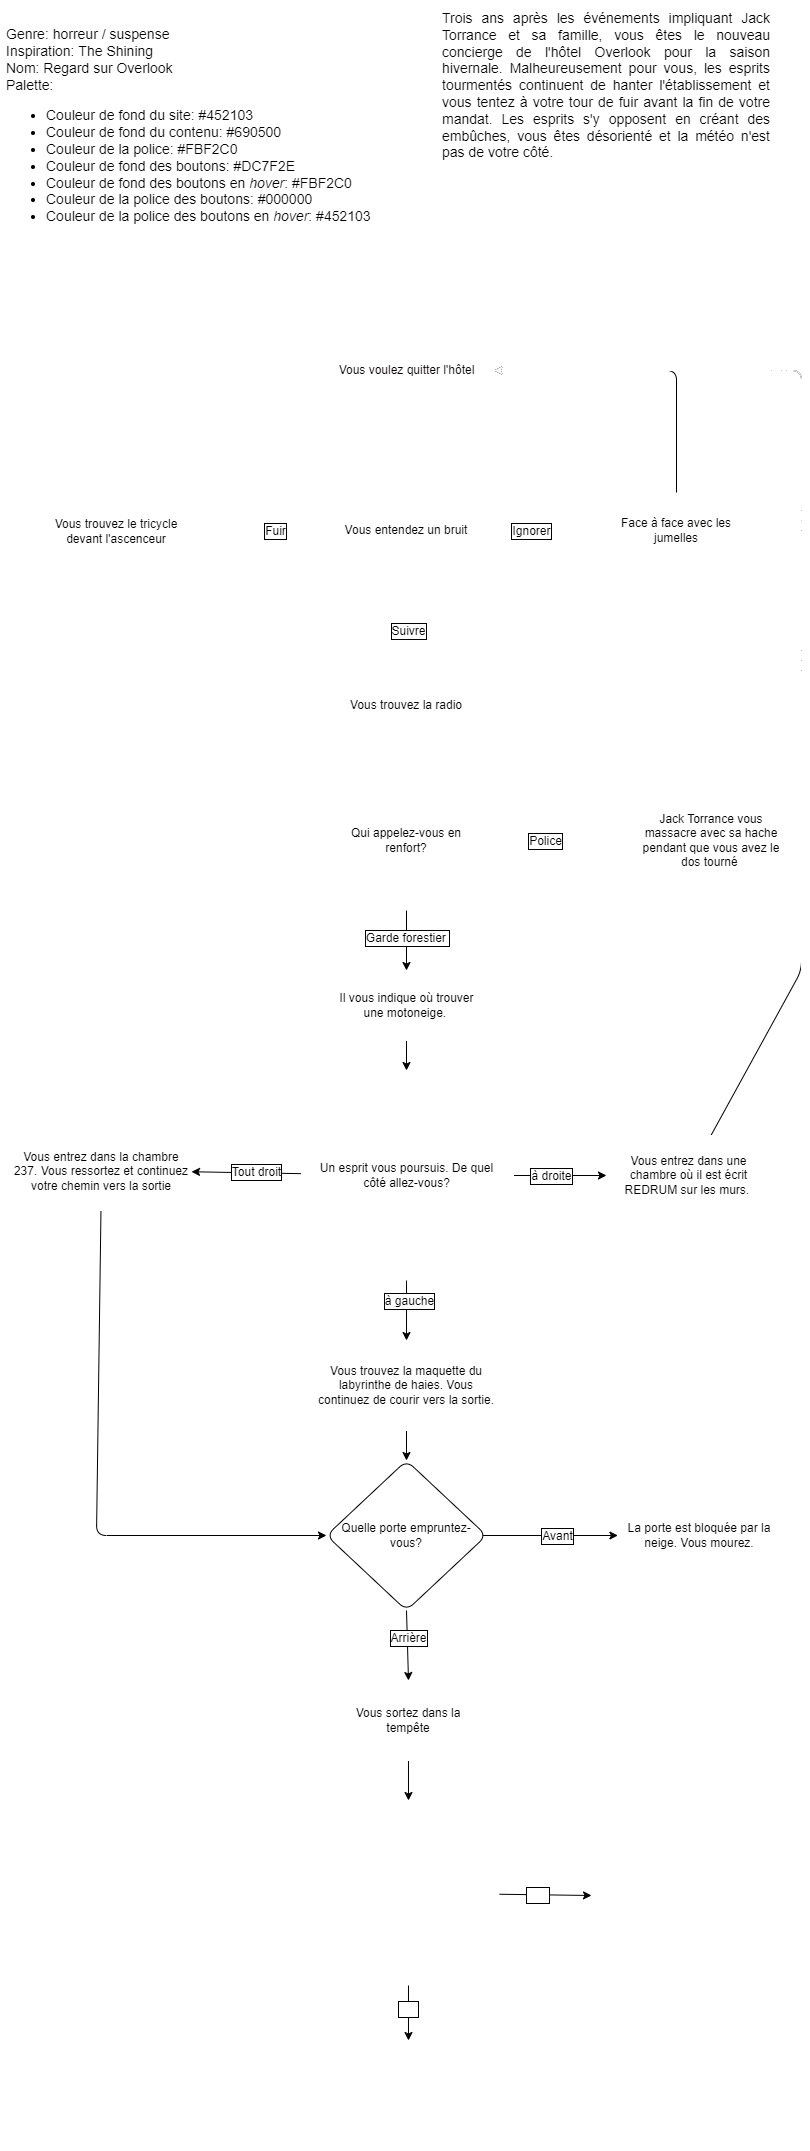 Genre: horreur / suspense
Inspiration: The Shining
Nom: Regard sur Overlook
Palette:
• Couleur de fond du site: #452103
• Couleur de fond du contenu: #690500
• Couleur de la police: #FBF2C0
• Couleur de fond des boutons: #DC7F2E
• Couleur de fond des boutons en hover: #FBF2C0
• Couleur de la police des boutons: #000000
• Couleur de la police des boutons en hover: #452103
Trois ans après les événements impliquant Jack
Torrance et sa famille, vous êtes le nouveau
concierge de l'hôtel Overlook pour la saison
hivernale. Malheureusement pour vous, les esprits
tourmentés continuent de hanter l'établissement et
vous tentez à votre tour de fuir avant la fin de votre
mandat. Les esprits s'y opposent en créant des
embûches, vous êtes désorienté et la météo n'est
pas de votre côté.
Vous voulez quitter l'hôtel
Vous trouvez le tricycle
devant l'ascenceur
Fuir
Vous entendez un bruit
Ignorer
Face à face avec les
jumelles
Suivre
Vous trouvez la radio
Qui appelez-vous en
renfort?
Police
Jack Torrance vous
massacre avec sa hache
pendant que vous avez le
dos tourné
Garde forestier
Il vous indique où trouver
une motoneige.
Vous entrez dans la chambre
237. Vous ressortez et continuez
votre chemin vers la sortie
Tout droit
Un esprit vous poursuis. De quel
côté allez-vous?
à droite
Vous entrez dans une
chambre où il est écrit
REDRUM sur les murs.
à gauche
Vous trouvez la maquette du
labyrinthe de haies. Vous
continuez de courir vers la sortie.
Quelle porte empruntez-
vous?
Avant
La porte est bloquée par la
neige. Vous mourez.
Arrière
Vous sortez dans la
tempête